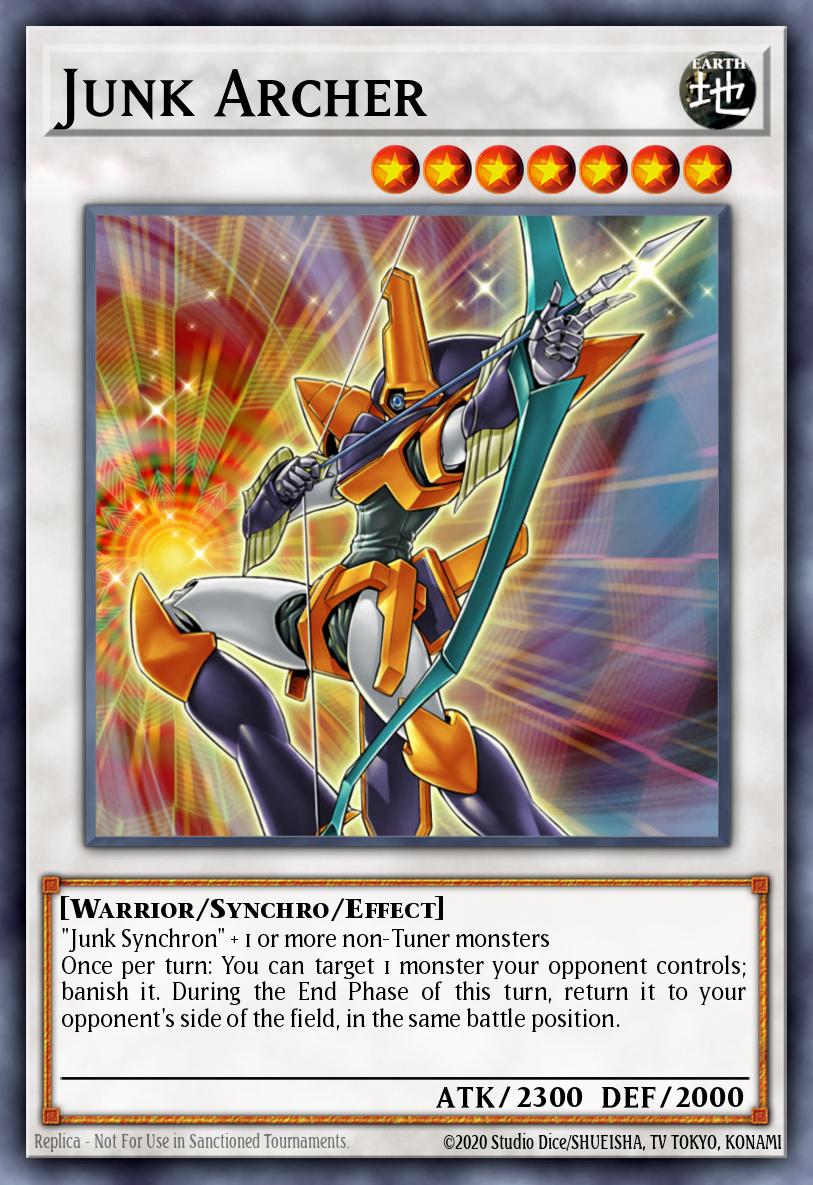 Junk Archer
EARTH
地
[Warrior/Synchro/Effect]
"Junk Synchron" + 1 or more non-Tuner monsters
Once per turn: You can target 1 monster your opponent controls;
banish it. During the End Phase of this turn, return it to your
opponent's side of the field, in the same battle position.
ATK/2300 DEF/2000
Replica - Not For Use in Sanctioned Tournaments.
©2020 Studio Dice/SHUEISHA, TV TOKYO, KONAMI